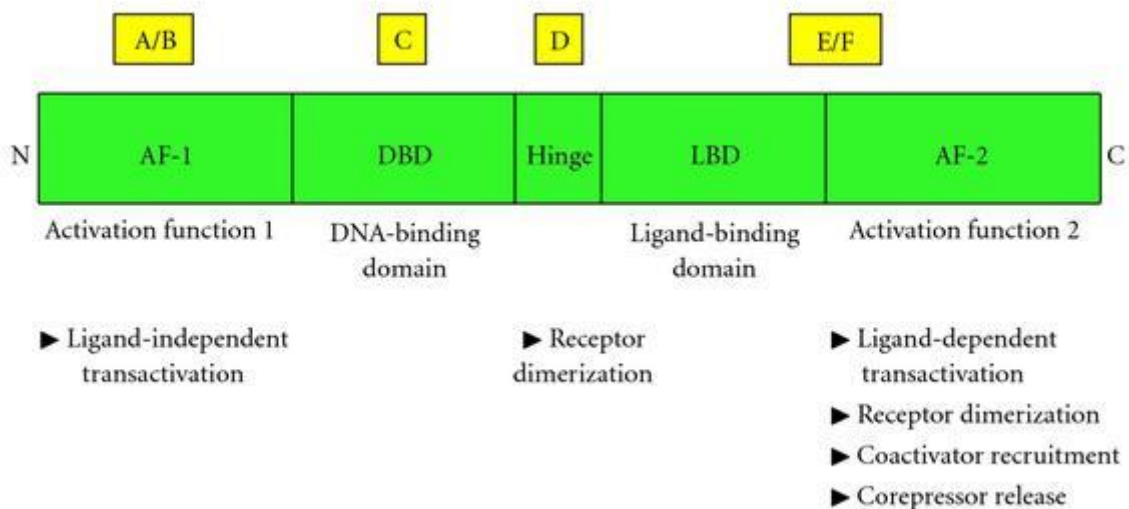 A/B C D E/F
N AF-1 DBD Hinge LBD AF-2 C
Activation function 1 DNA-binding Ligand-binding Activation function 2
domain domain
▶ Ligand-independent ▶ Receptor ▶ Ligand-dependent
transactivation dimerization transactivation
▶ Receptor dimerization
▶ Coactivator recruitment
▶ Corepressor release